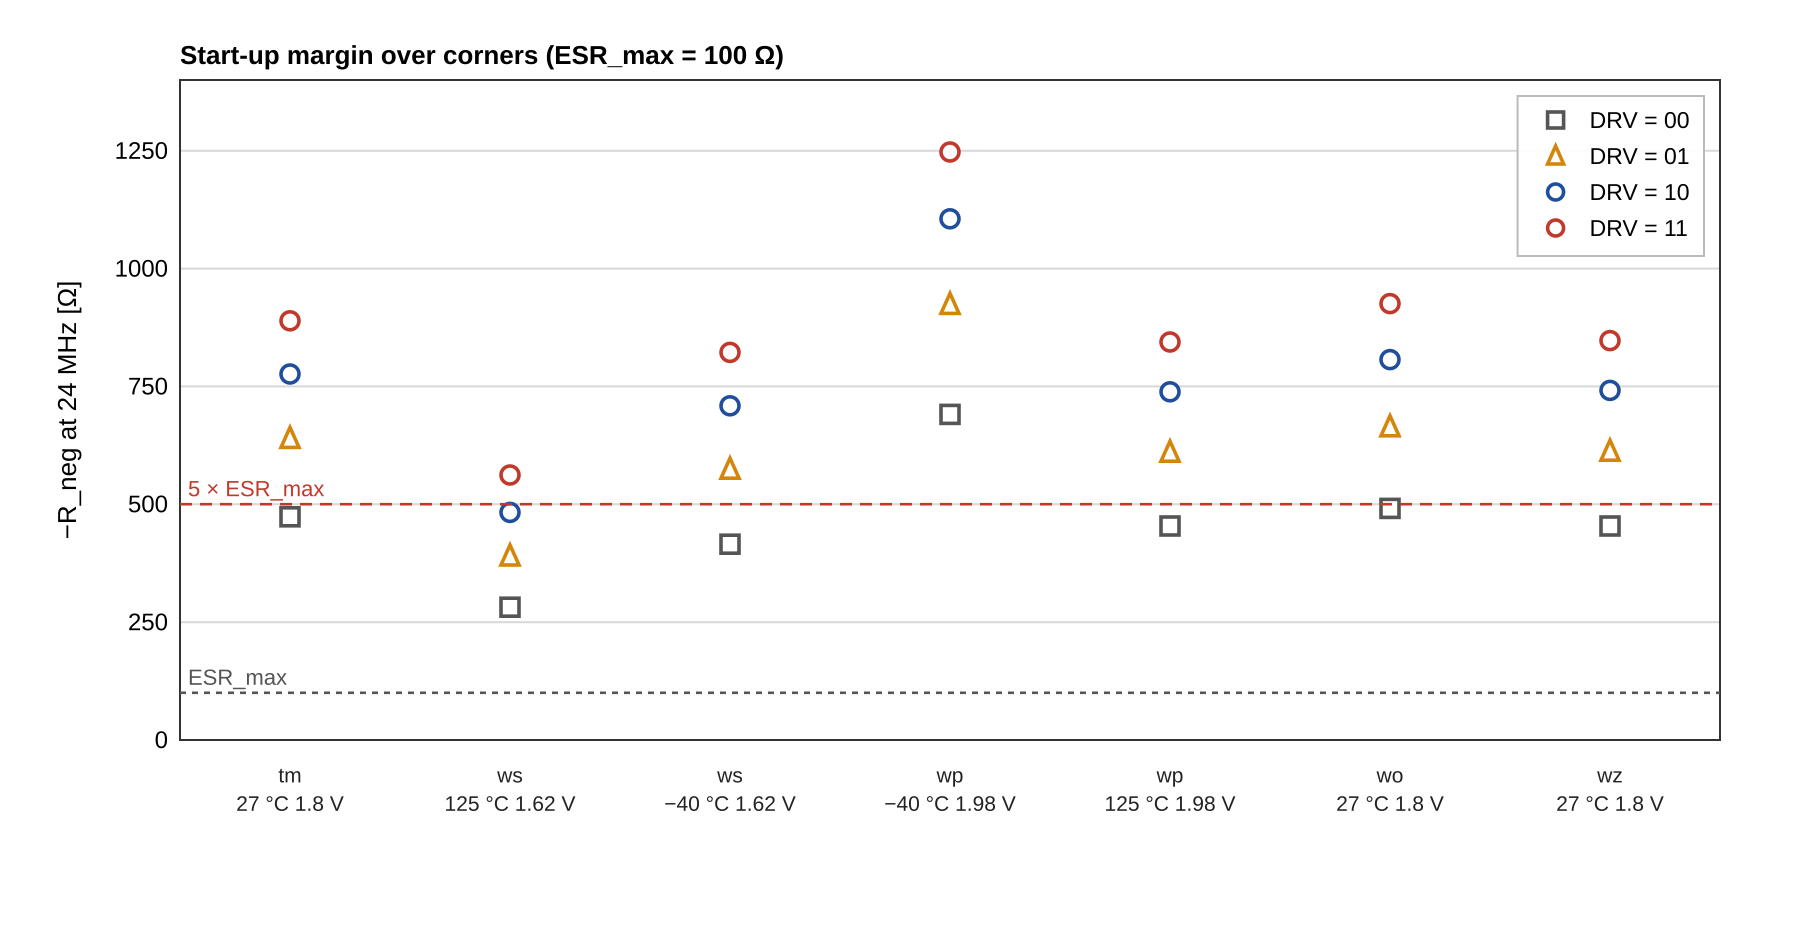 Start-up margin over corners (ESR_max = 100 Ω)
−R_neg at 24 MHz [Ω]
1250
1000
750
500
250
0
DRV = 00
DRV = 01
DRV = 10
DRV = 11
5 × ESR_max
ESR_max
tm
27 °C 1.8 V
ws
125 °C 1.62 V
ws
−40 °C 1.62 V
wp
−40 °C 1.98 V
wp
125 °C 1.98 V
wo
27 °C 1.8 V
wz
27 °C 1.8 V